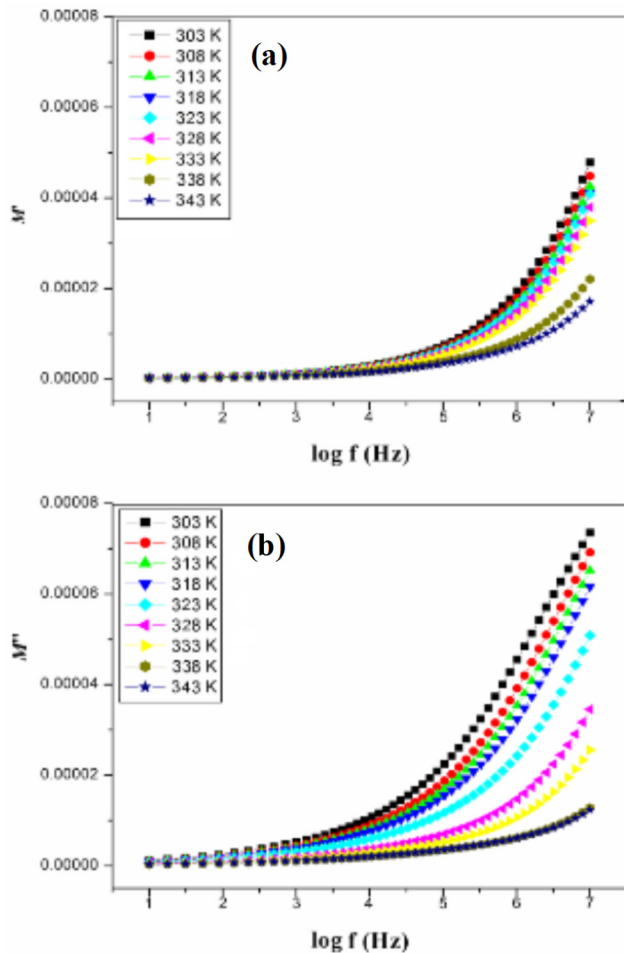 0.00008
0.00006
0.00004
0.00002
0.00000
M'
303 K
308 K
313 K
318 K
323 K
328 K
333 K
338 K
343 K
(a)
1 2 3 4 5 6 7
log f (Hz)
0.00008
0.00006
0.00004
0.00002
0.00000
M"
303 K
308 K
313 K
318 K
323 K
328 K
333 K
338 K
343 K
(b)
1 2 3 4 5 6 7
log f (Hz)